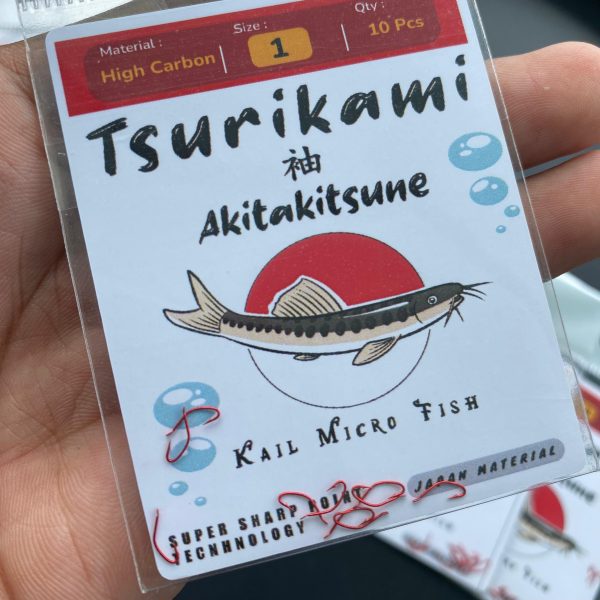 Material : Size : Qty :
High Carbon 1 10 Pcs
Tsurikami
袖
Akitakitsune
Kail Micro Fish
JAPAN MATERIAL
SUPER SHARP POINT
TECNHNOLOGY